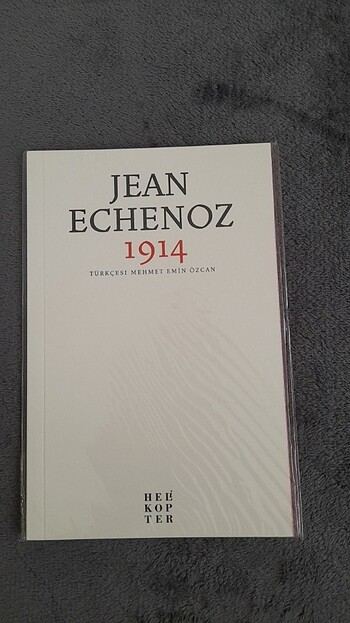 JEAN
ECHENOZ
1914
TÜRKÇESİ MEHMET EMİN ÖZCAN
HELİ
KOP
TER